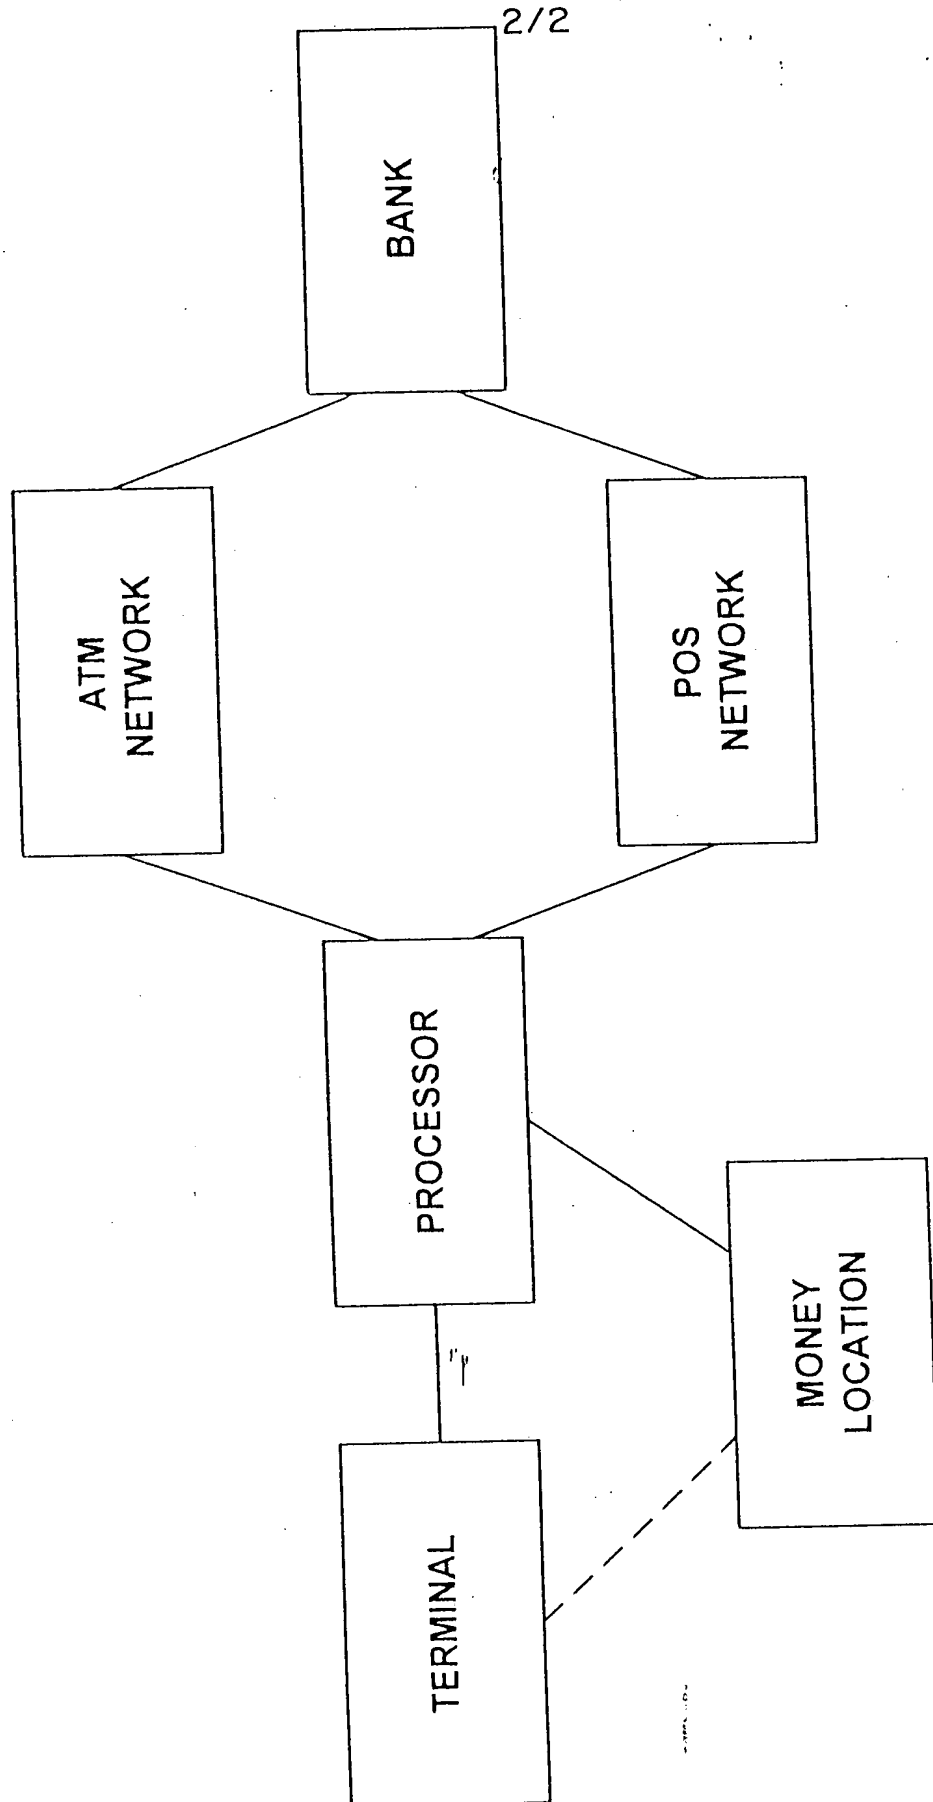 2/2
BANK
ATM
NETWORK
POS
NETWORK
PROCESSOR
MONEY
LOCATION
TERMINAL